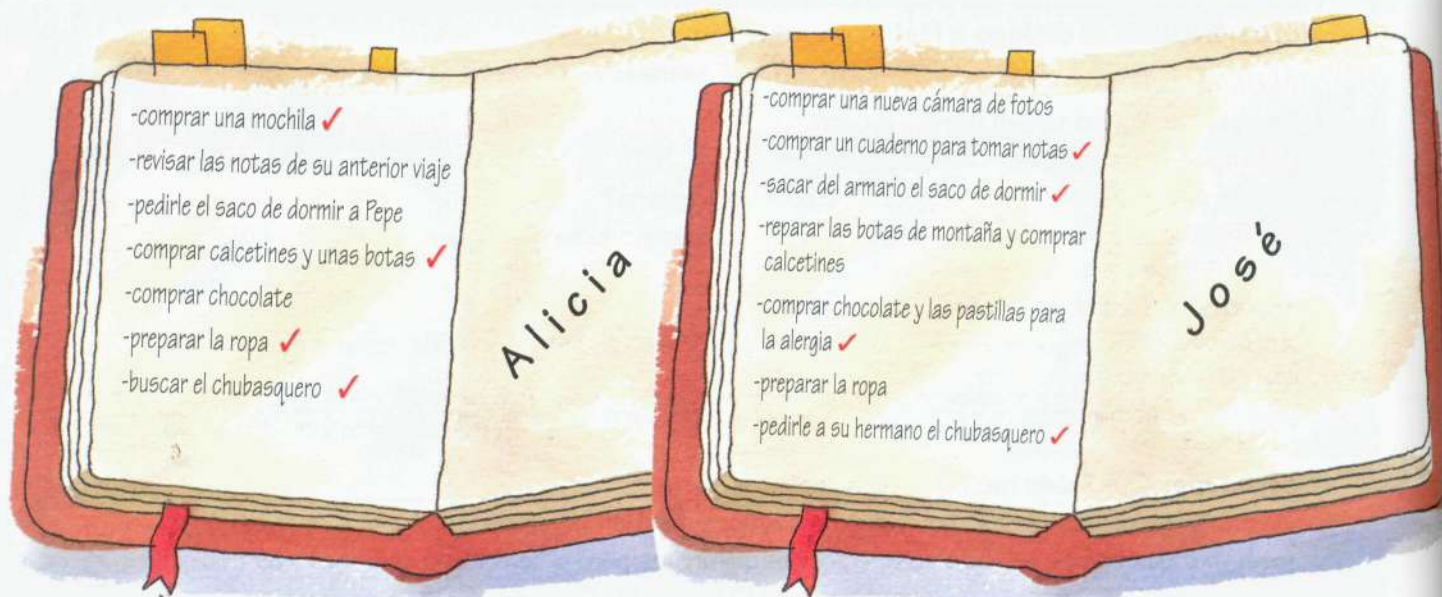 -comprar una mochila ✓
-revisar las notas de su anterior viaje
-pedirle el saco de dormir a Pepe
-comprar calcetines y unas botas ✓
-comprar chocolate
-preparar la ropa ✓
-buscar el chubasquero ✓
Alicia
-comprar una nueva cámara de fotos
-comprar un cuaderno para tomar notas ✓
-sacar del armario el saco de dormir ✓
-reparar las botas de montaña y comprar
calcetines
-comprar chocolate y las pastillas para
la alergia ✓
-preparar la ropa
-pedirle a su hermano el chubasquero ✓
José